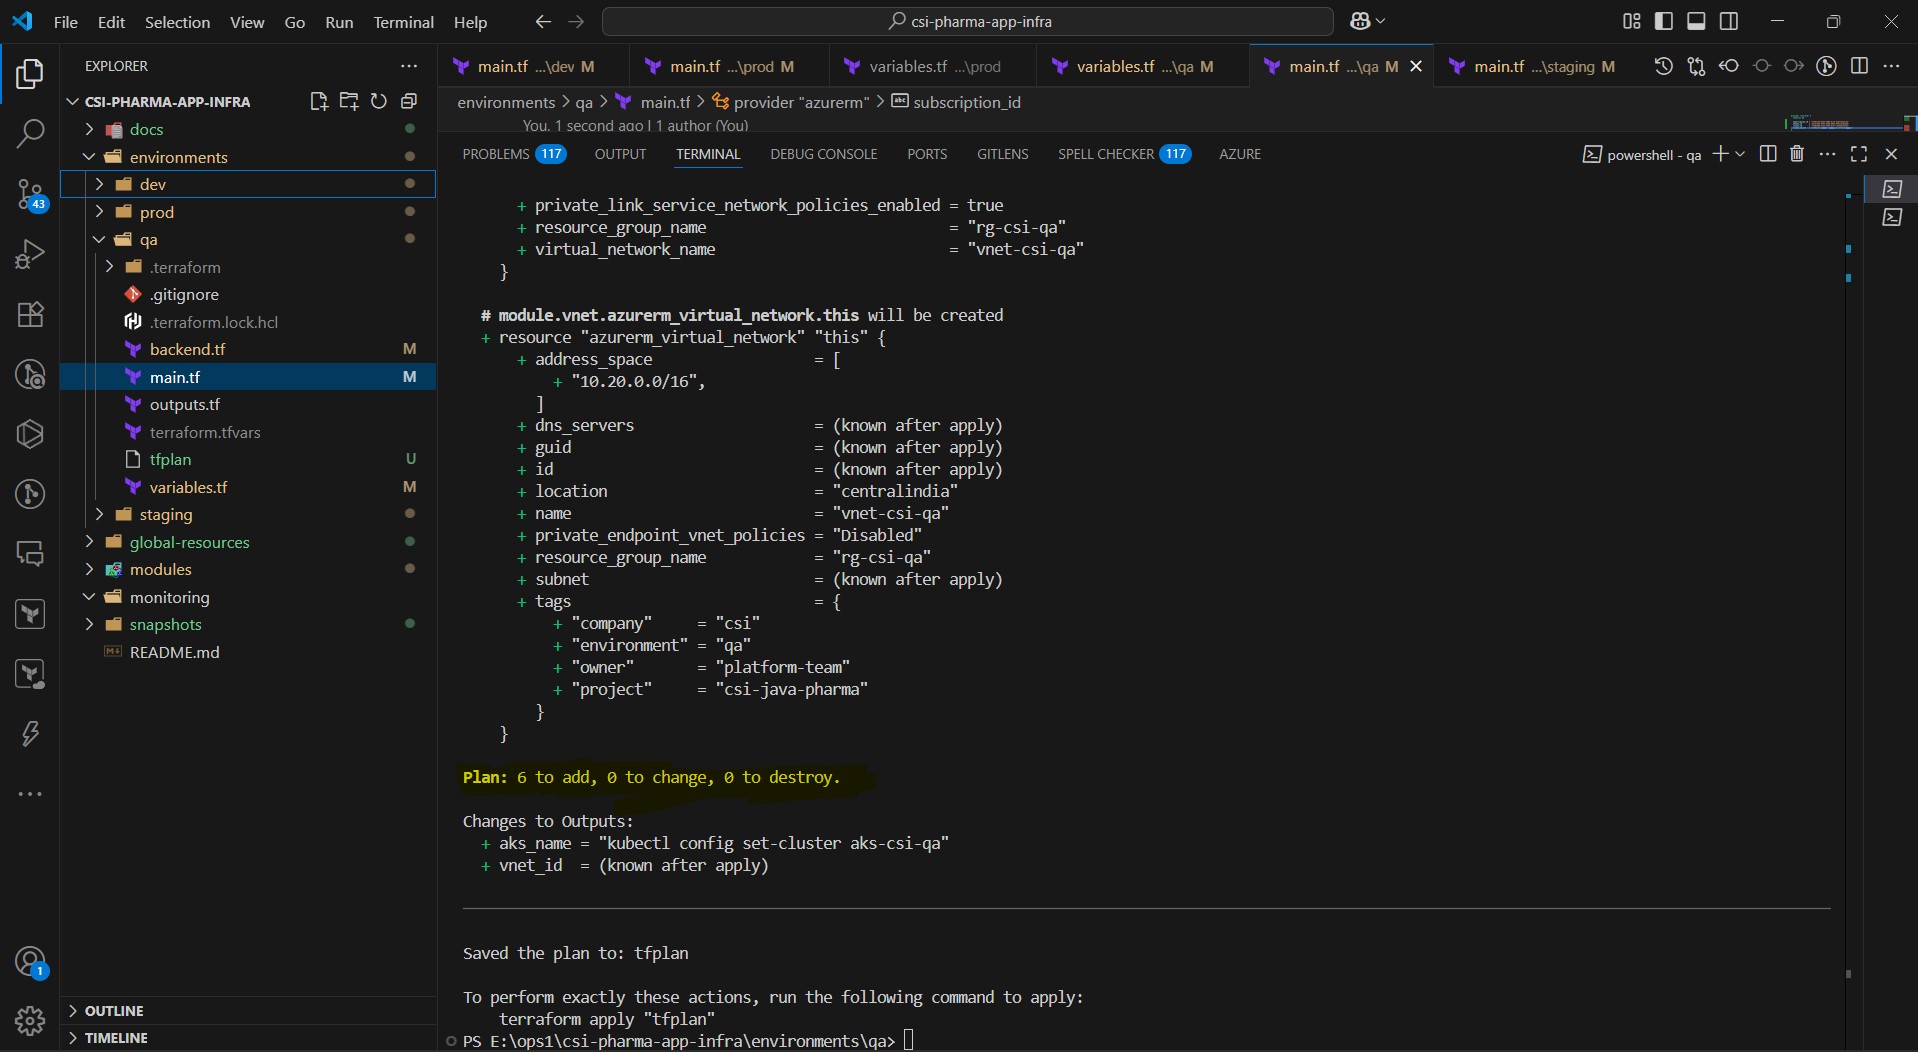 File Edit Selection View Go Run Terminal Help
csi-pharma-app-infra
EXPLORER
CSI-PHARMA-APP-INFRA
docs
environments
dev
prod
qa
.terraform
.gitignore
.terraform.lock.hcl
backend.tf M
main.tf M
outputs.tf
terraform.tfvars
tfplan U
variables.tf M
staging
global-resources
modules
monitoring
snapshots
README.md
OUTLINE
TIMELINE
43
1
main.tf ...\dev M
main.tf ...\prod M
variables.tf ...\prod
variables.tf ...\qa M
main.tf ...\qa M
main.tf ...\staging M
environments > qa > main.tf > provider "azurerm" > subscription_id
You, 1 second ago | 1 author (You)
PROBLEMS 117 OUTPUT TERMINAL DEBUG CONSOLE PORTS GITLENS SPELL CHECKER 117 AZURE
powershell - qa
+ private_link_service_network_policies_enabled = true
+ resource_group_name = "rg-csi-qa"
+ virtual_network_name = "vnet-csi-qa"
}
# module.vnet.azurerm_virtual_network.this will be created
+ resource "azurerm_virtual_network" "this" {
+ address_space = [
+ "10.20.0.0/16",
]
+ dns_servers = (known after apply)
+ guid = (known after apply)
+ id = (known after apply)
+ location = "centralindia"
+ name = "vnet-csi-qa"
+ private_endpoint_vnet_policies = "Disabled"
+ resource_group_name = "rg-csi-qa"
+ subnet = (known after apply)
+ tags = {
+ "company" = "csi"
+ "environment" = "qa"
+ "owner" = "platform-team"
+ "project" = "csi-java-pharma"
}
}
Plan: 6 to add, 0 to change, 0 to destroy.
Changes to Outputs:
+ aks_name = "kubectl config set-cluster aks-csi-qa"
+ vnet_id = (known after apply)
Saved the plan to: tfplan
To perform exactly these actions, run the following command to apply:
terraform apply "tfplan"
PS E:\ops1\csi-pharma-app-infra\environments\qa>